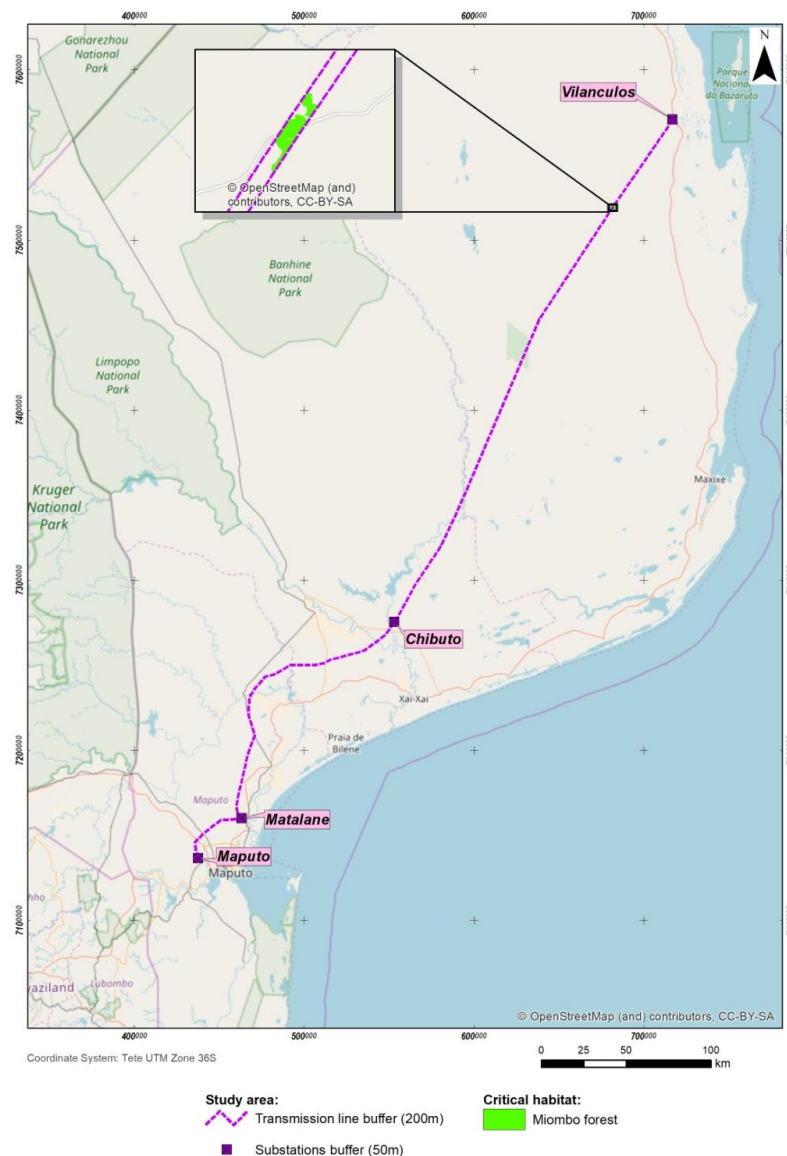 400000
500000
600000
700000
Gonarezhou
National
Park
N
Parque
Nacional
do Bazaruto
Vilanculos
7600000
© OpenStreetMap (and)
contributors, CC-BY-SA
7500000
Banhine
National
Park
Limpopo
National
Park
7400000
Kruger
National
Park
Maxixe
7300000
Chibuto
Xai-Xai
Praia de
Bilene
7200000
Maputo
Matalane
Maputo
Maputo
7100000
Lubombo
waziland
© OpenStreetMap (and) contributors, CC-BY-SA
400000
500000
600000
700000
Coordinate System: Tete UTM Zone 36S
0 25 50 100
km
Study area:
Transmission line buffer (200m)
Substations buffer (50m)
Critical habitat:
Miombo forest